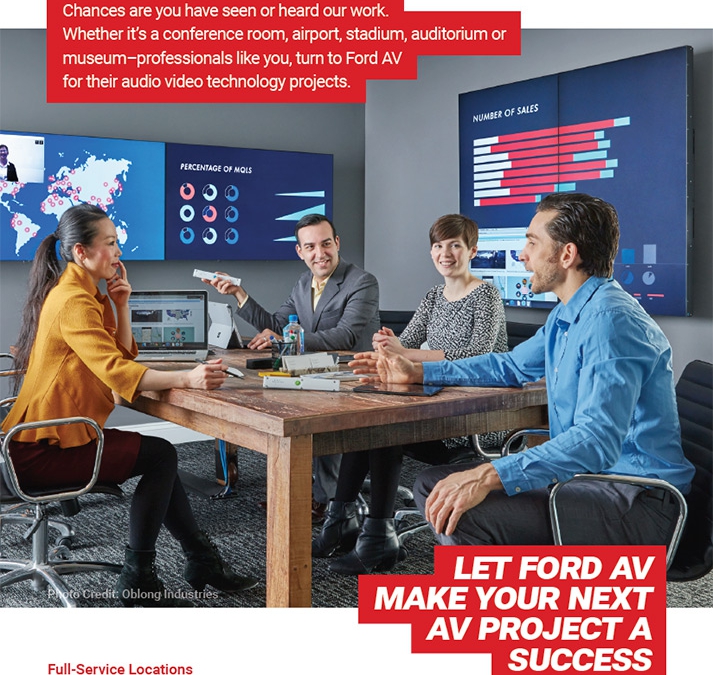 Chances are you have seen or heard our work.
Whether it's a conference room, airport, stadium, auditorium or
museum–professionals like you, turn to Ford AV
for their audio video technology projects.
NUMBER OF SALES
PERCENTAGE OF MQLS
Photo Credit: Oblong Industries
LET FORD AV
MAKE YOUR NEXT
AV PROJECT A
SUCCESS
Full-Service Locations